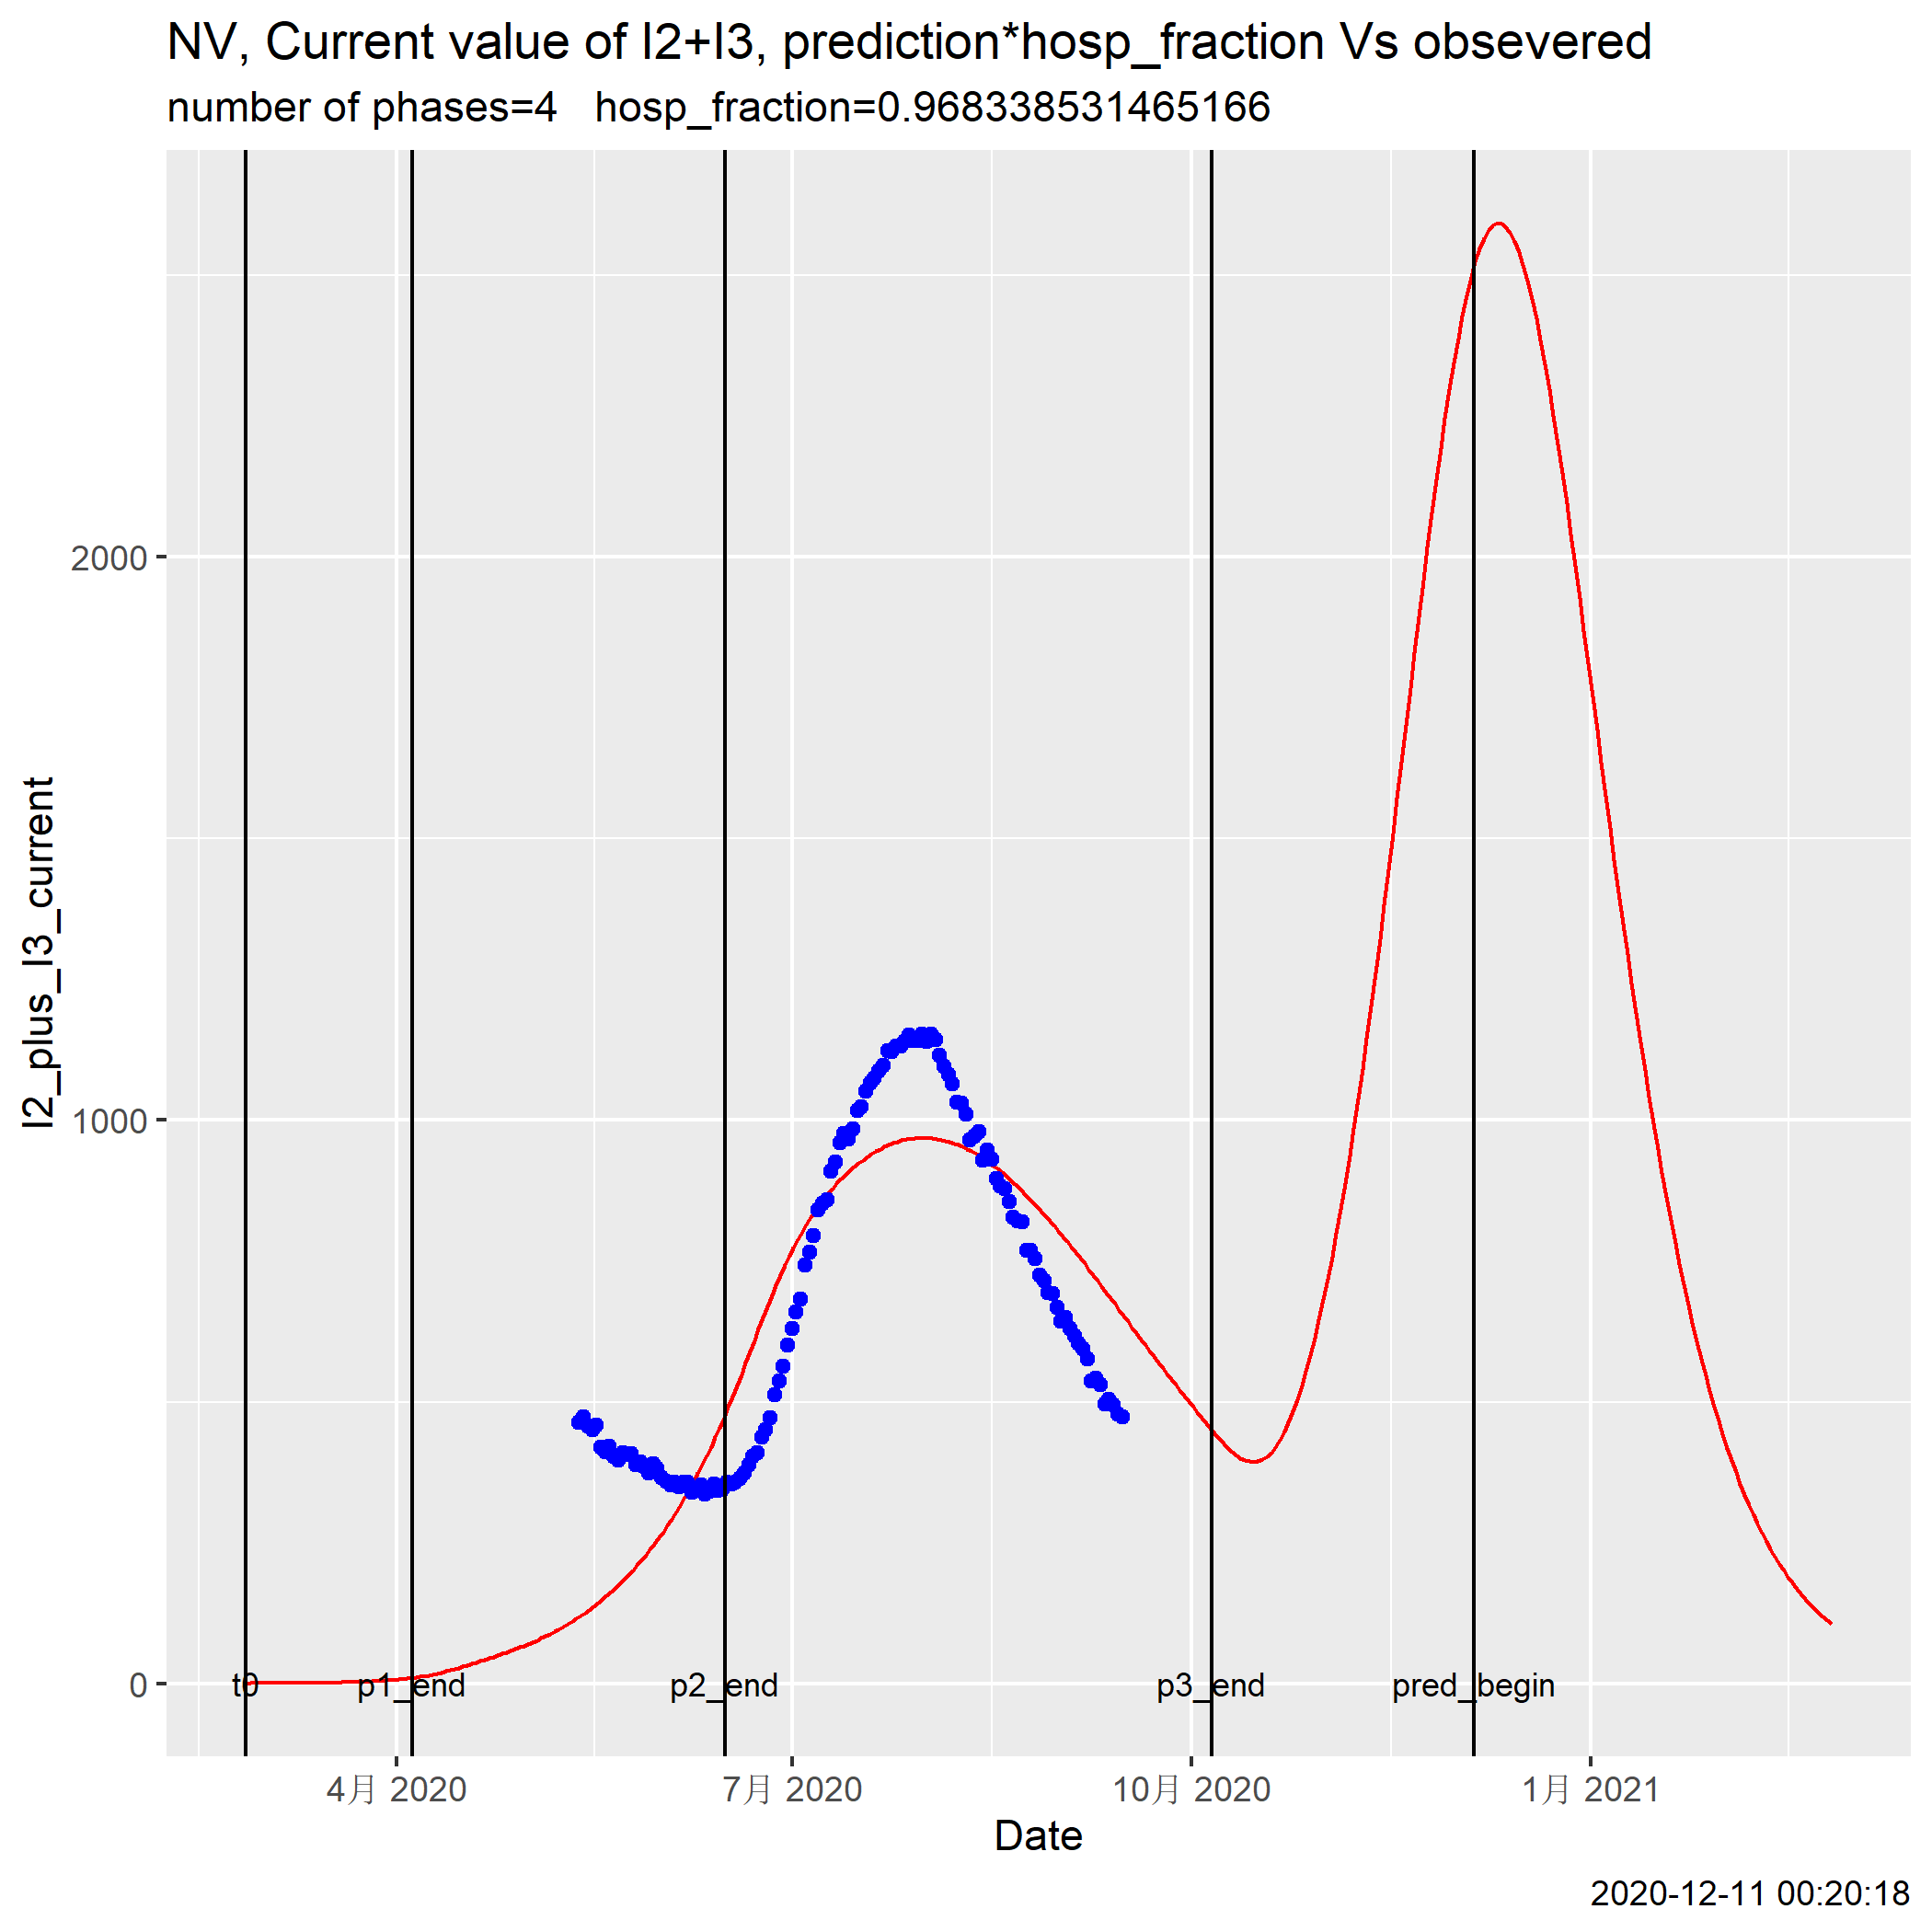 NV, Current value of I2+I3, prediction*hosp_fraction Vs obsevered
number of phases=4 hosp_fraction=0.968338531465166
I2_plus_I3_current
2000
1000
0
t0
p1_end
p2_end
p3_end
pred_begin
4月 2020
7月 2020
10月 2020
1月 2021
Date
2020-12-11 00:20:18